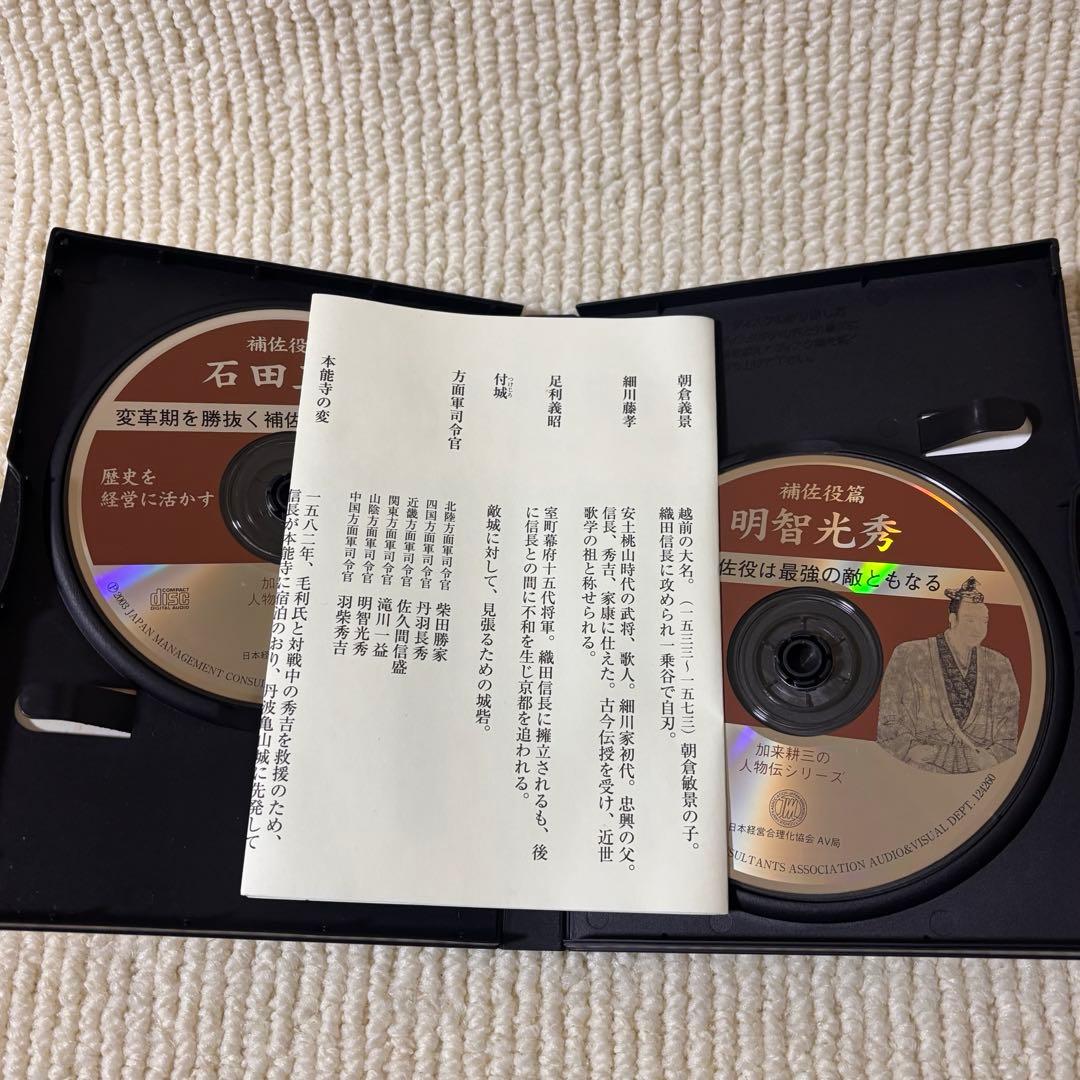 補佐役
石田
変革期を勝抜く補佐
歴史を
経営に活かす
COMPACT
disc
DIGITAL AUDIO
加
人物伝
日本経
Ⓟ2003 JAPAN MANAGEMENT CONSUL
朝倉義景
越前の大名。（一五三三〜一五七三）朝倉敏景の子。
織田信長に攻められ一乗谷で自刃。
細川藤孝
安土桃山時代の武将、歌人。細川家初代。忠興の父。
信長、秀吉、家康に仕えた。古今伝授を受け、近世
歌学の祖と称せられる。
足利義昭
室町幕府十五代将軍。織田信長に擁立されるも、後
に信長との間に不和を生じ京都を追われる。
付城
つけじろ
敵城に対して、見張るための城砦。
方面軍司令官
北陸方面軍司令官 柴田勝家
四国方面軍司令官 丹羽長秀
近畿方面軍司令官 佐久間信盛
関東方面軍司令官 滝川一益
山陰方面軍司令官 明智光秀
中国方面軍司令官 羽柴秀吉
本能寺の変
一五八二年、毛利氏と対戦中の秀吉を救援のため、
信長が本能寺に宿泊のおり、丹波亀山城に先発して
補佐役篇
明智光秀
佐役は最強の敵ともなる
加来耕三の
人物伝シリーズ
日本経営合理化協会 AV局
SULTANTS ASSOCIATION AUDIO&VISUAL DEPT. 124260